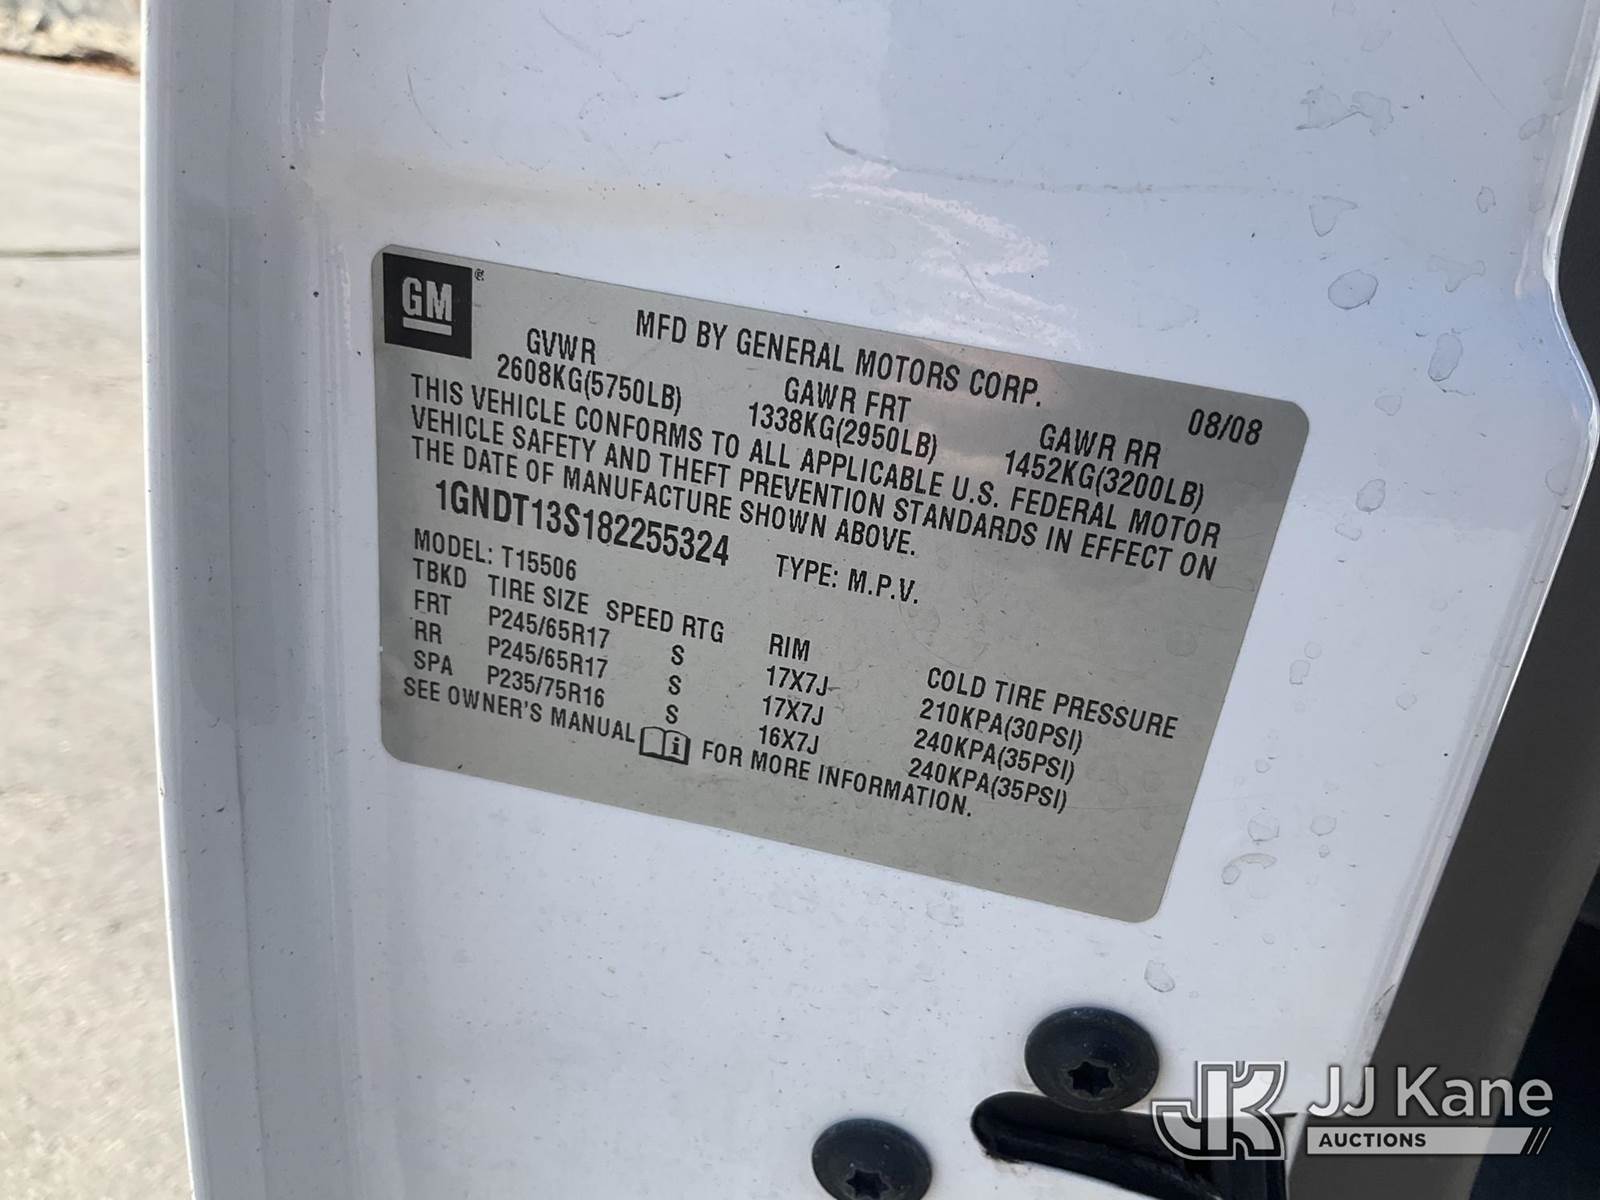 GM®
MFD BY GENERAL MOTORS CORP. 08/08
GVWR GAWR FRT GAWR RR
2608KG(5750LB) 1338KG(2950LB) 1452KG(3200LB)
THIS VEHICLE CONFORMS TO ALL APPLICABLE U.S. FEDERAL MOTOR
VEHICLE SAFETY AND THEFT PREVENTION STANDARDS IN EFFECT ON
THE DATE OF MANUFACTURE SHOWN ABOVE.
1GNDT13S182255324 TYPE: M.P.V.
MODEL: T15506
TBKD TIRE SIZE SPEED RTG RIM COLD TIRE PRESSURE
FRT P245/65R17 S 17X7J 210KPA(30PSI)
RR P245/65R17 S 17X7J 240KPA(35PSI)
SPA P235/75R16 S 16X7J 240KPA(35PSI)
SEE OWNER'S MANUAL i FOR MORE INFORMATION.
JK JJ Kane
AUCTIONS